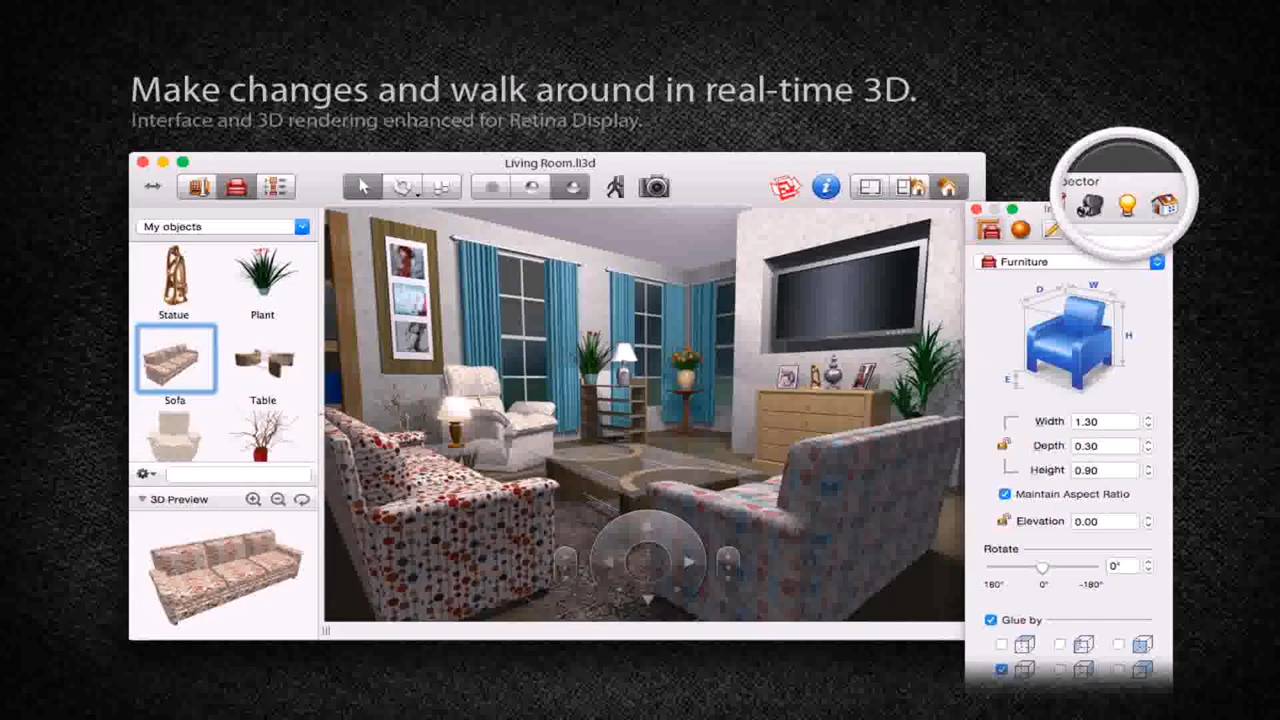 Make changes and walk around in real-time 3D.
Interface and 3D rendering enhanced for Retina Display.
Living Room.li3d
My objects
Statue
Plant
Sofa
Table
3D Preview
pector
Furniture
D
W
H
E
Width 1.30
Depth 0.30
Height 0.90
Maintain Aspect Ratio
Elevation 0.00
Rotate
0°
180° 0° -180°
Glue by